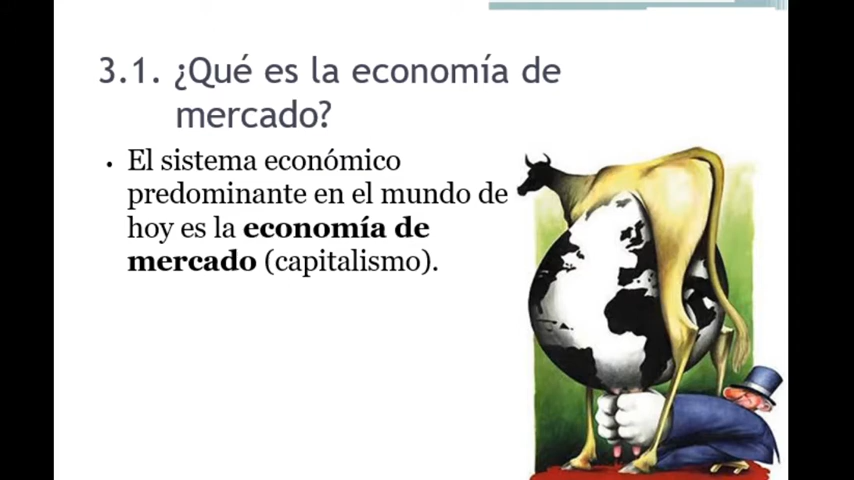 3.1. ¿Qué es la economía de
mercado?
• El sistema económico
predominante en el mundo de
hoy es la economía de
mercado (capitalismo).